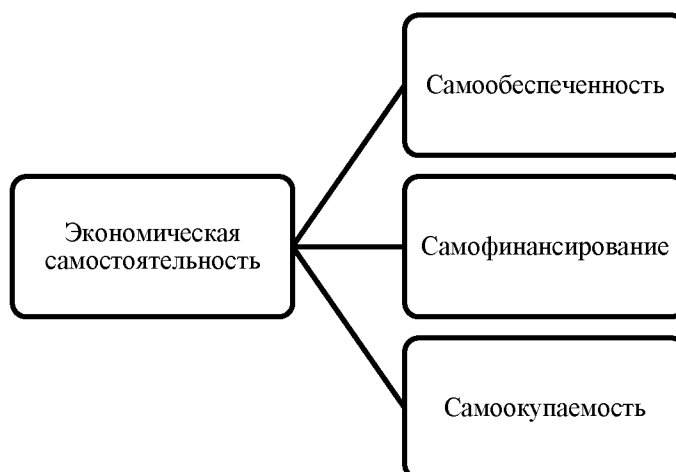 Самообеспеченность
Экономическая
самостоятельность
Самофинансирование
Самоокупаемость